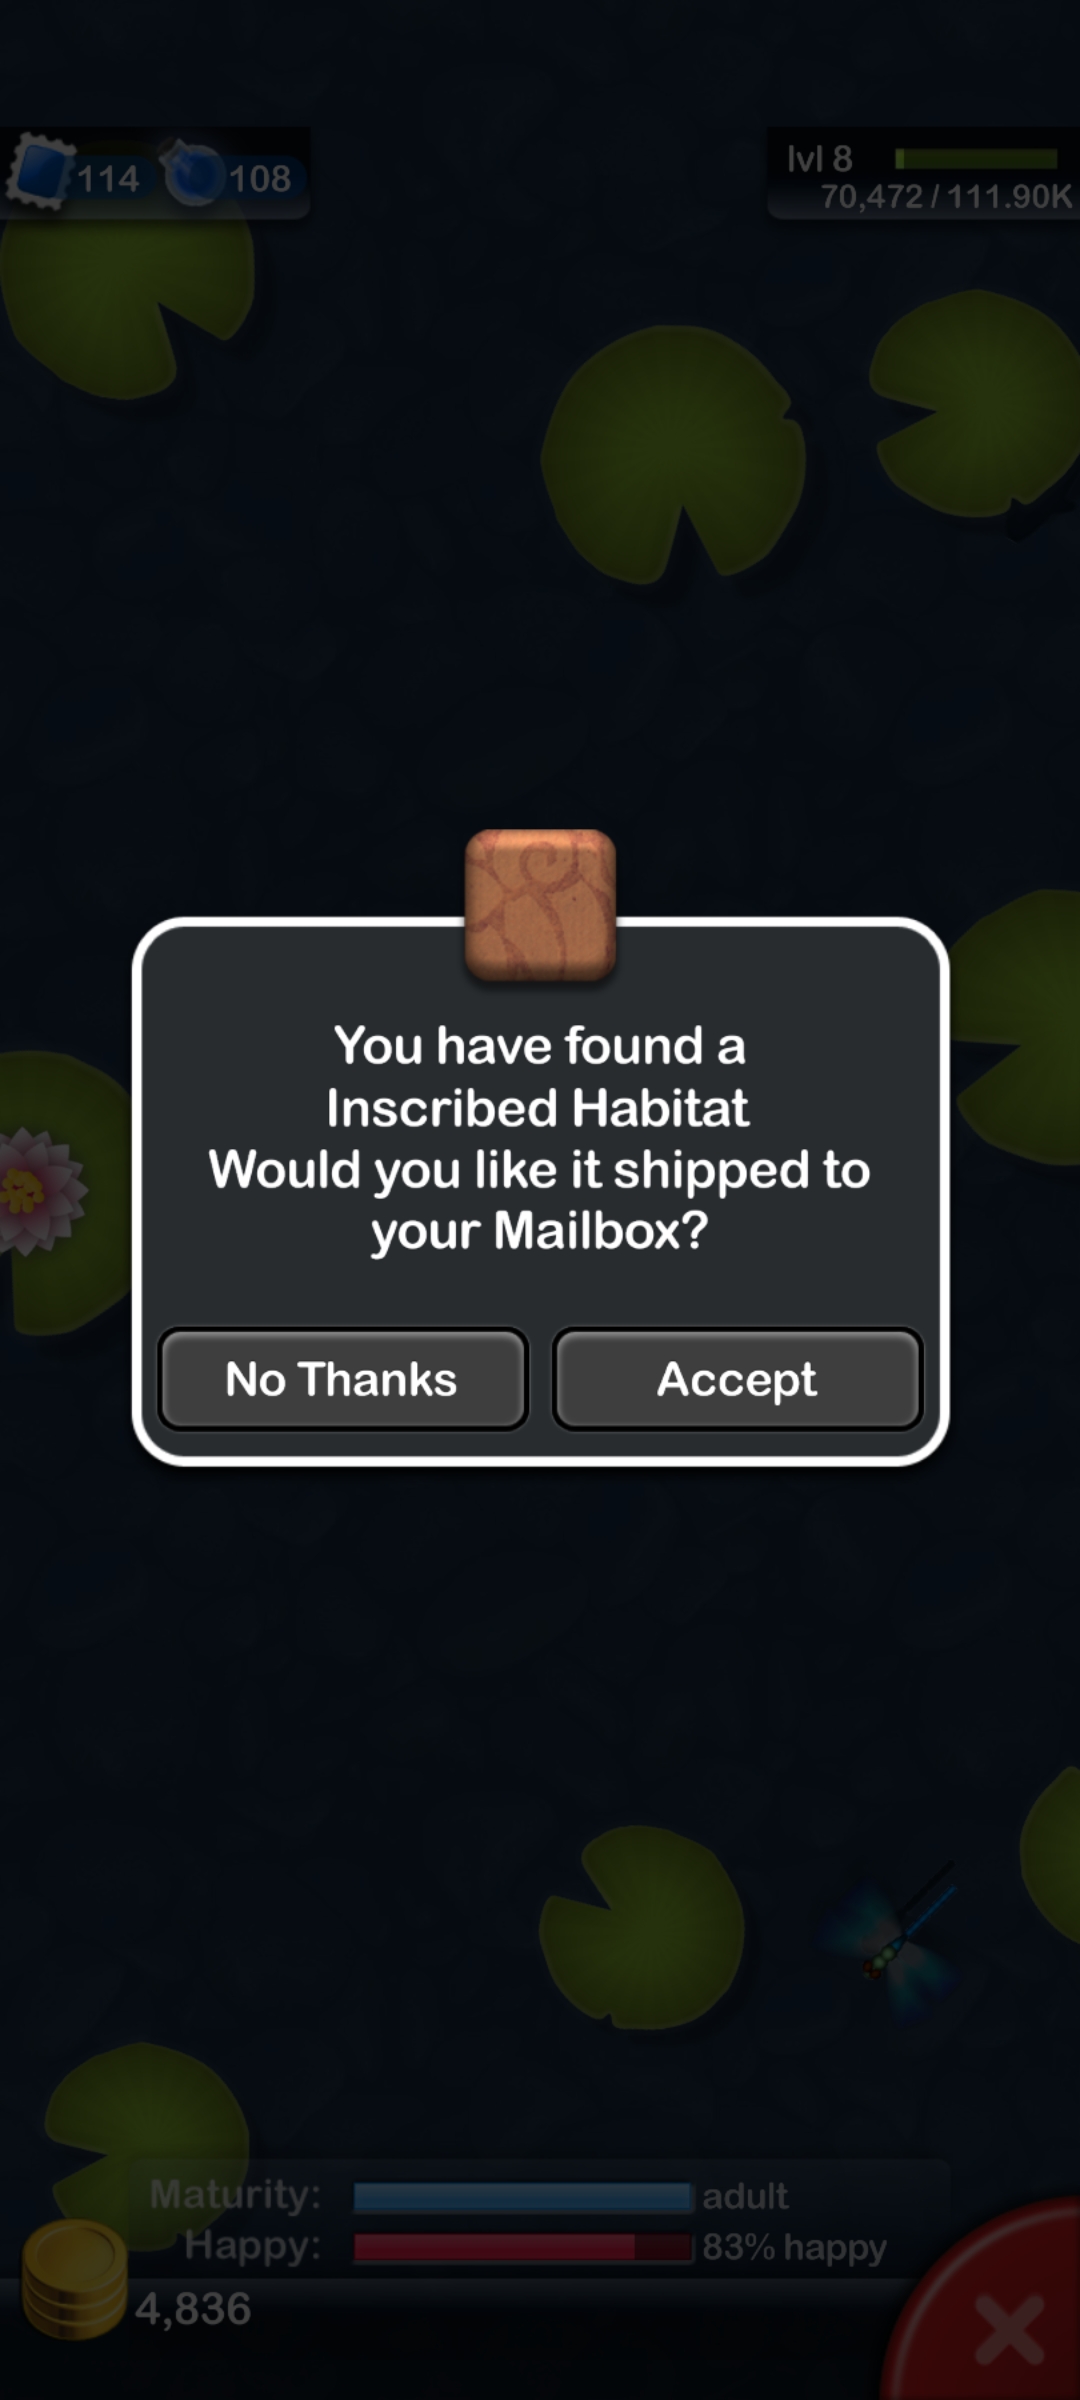 114 108
lvl 8
70,472 / 111.90K
You have found a
Inscribed Habitat
Would you like it shipped to
your Mailbox?
No Thanks Accept
Maturity: adult
Happy: 83% happy
4,836